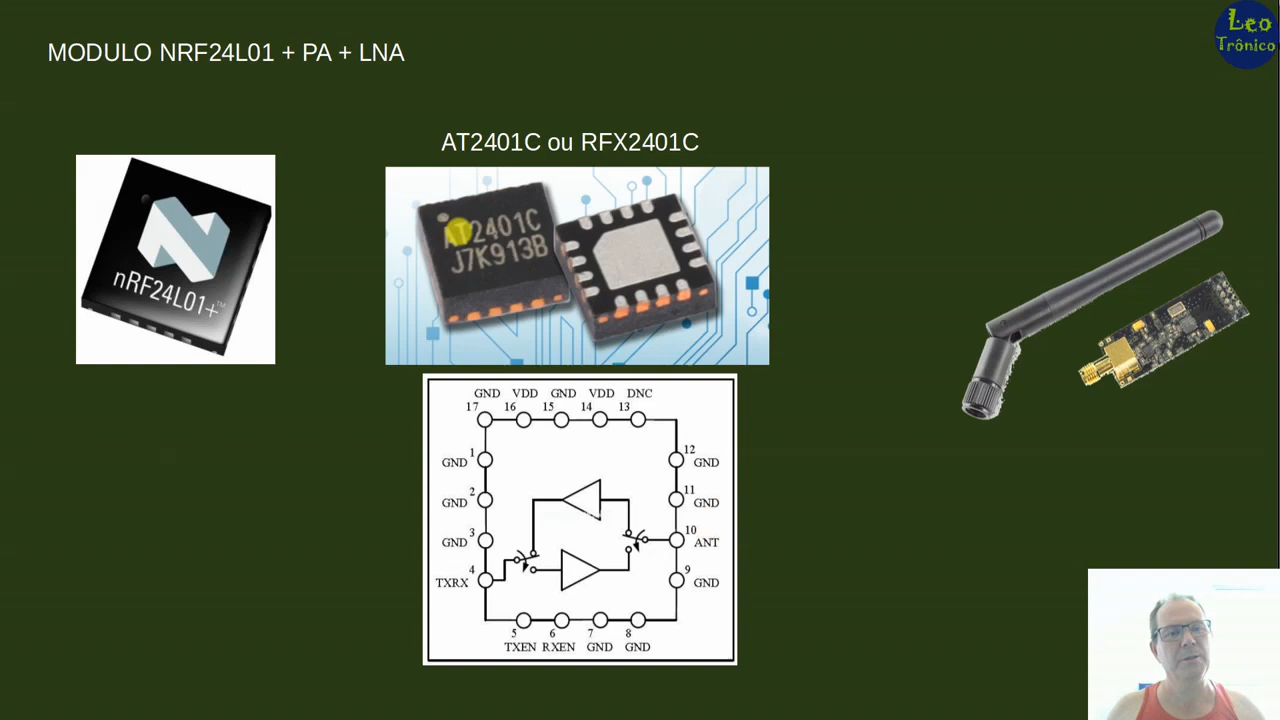 Leo
Trônico
MODULO NRF24L01 + PA + LNA
AT2401C ou RFX2401C
nRF24L01+™
AT2401C
J7K913B
GND VDD GND VDD DNC
17 16 15 14 13
1
GND
2
GND
3
GND
4
TXRX
12
GND
11
GND
10
ANT
9
GND
5 6 7 8
TXEN RXEN GND GND